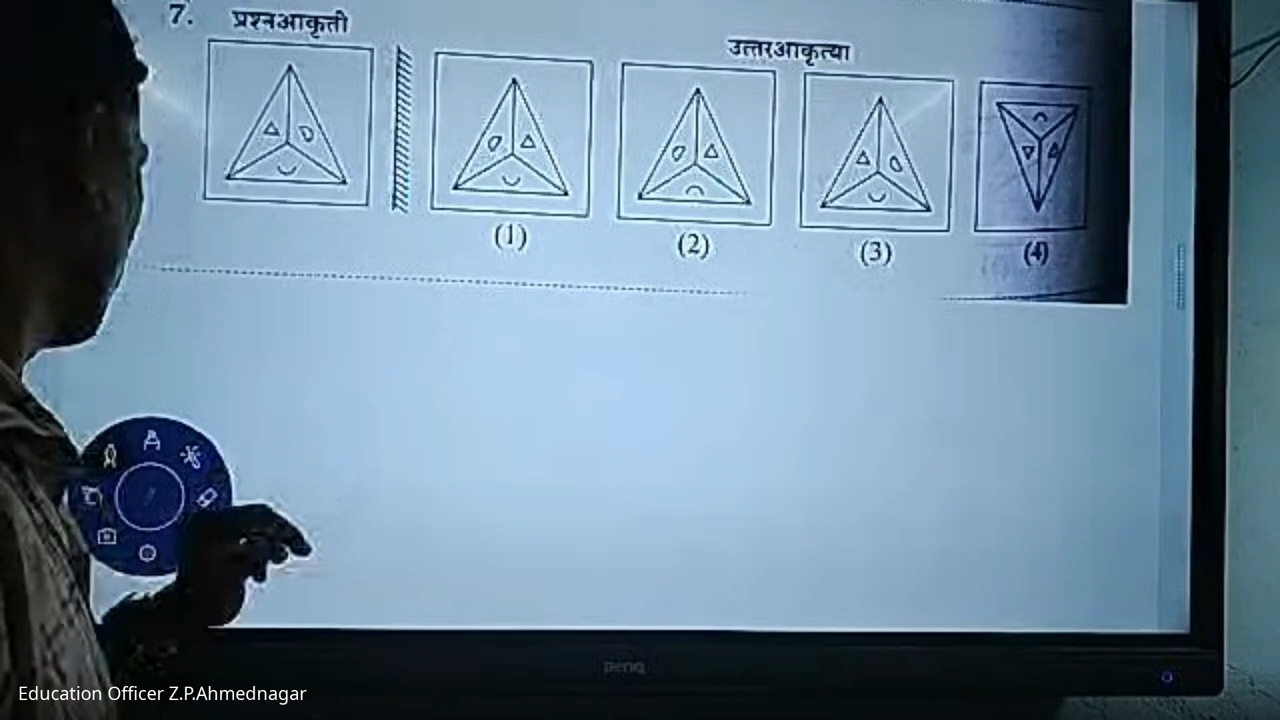 7. प्रश्नआकृती
उत्तरआकृत्या
(1) (2) (3) (4)
BenQ
Education Officer Z.P.Ahmednagar